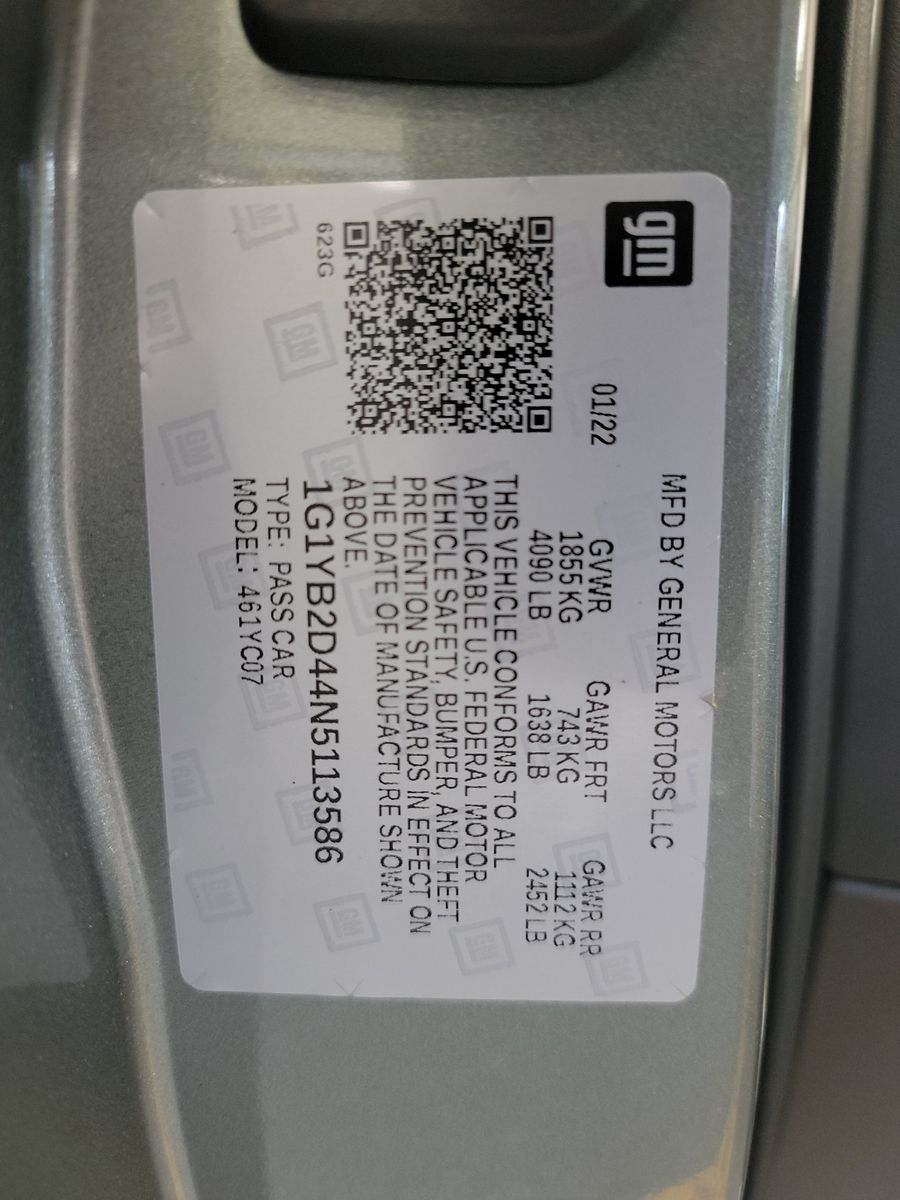 gm
MFD BY GENERAL MOTORS LLC
01/22
GVWR GAWR FRT GAWR RR
1855 KG 743 KG 1112 KG
4090 LB 1638 LB 2452 LB
THIS VEHICLE CONFORMS TO ALL
APPLICABLE U.S. FEDERAL MOTOR
VEHICLE SAFETY, BUMPER, AND THEFT
PREVENTION STANDARDS IN EFFECT ON
THE DATE OF MANUFACTURE SHOWN
ABOVE.
623G
1G1YB2D44N5113586
TYPE: PASS CAR
MODEL: 461YC07